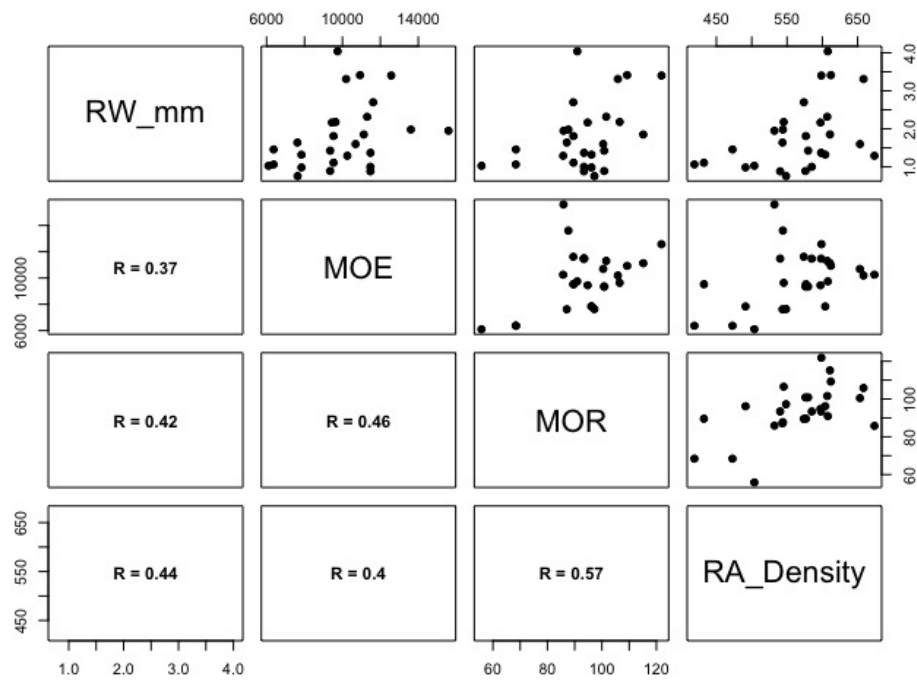 6000 10000 14000
450 550 650
RW_mm
1.0 2.0 3.0 4.0
6000 10000
R = 0.37
MOE
R = 0.42
R = 0.46
MOR
60 80 100
450 550 650
R = 0.44
R = 0.4
R = 0.57
RA_Density
1.0 2.0 3.0 4.0
60 80 100 120